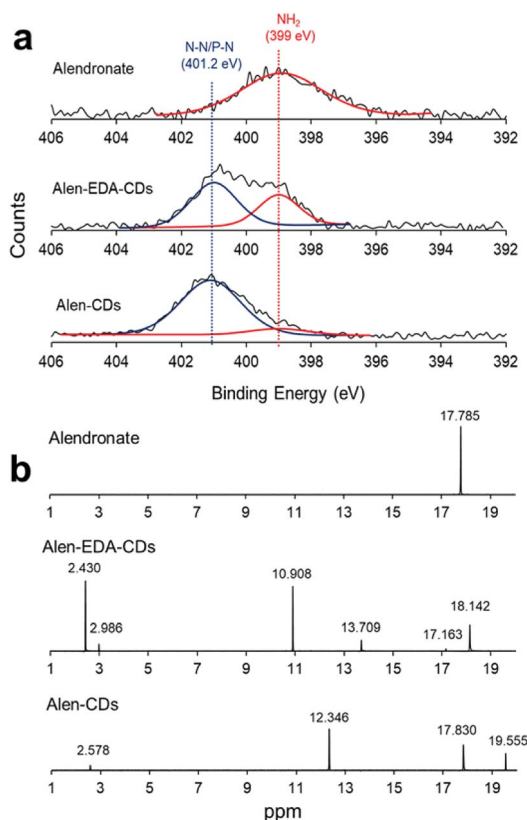 a
N-N/P-N
(401.2 eV)
NH₂
(399 eV)
Alendronate
406 404 402 400 398 396 394 392
Alen-EDA-CDs
406 404 402 400 398 396 394 392
Alen-CDs
406 404 402 400 398 396 394 392
Counts
Binding Energy (eV)
b
Alendronate
17.785
1 3 5 7 9 11 13 15 17 19
Alen-EDA-CDs
2.430
2.986
10.908
13.709
17.163
18.142
1 3 5 7 9 11 13 15 17 19
Alen-CDs
2.578
12.346
17.830
19.555
1 3 5 7 9 11 13 15 17 19
ppm